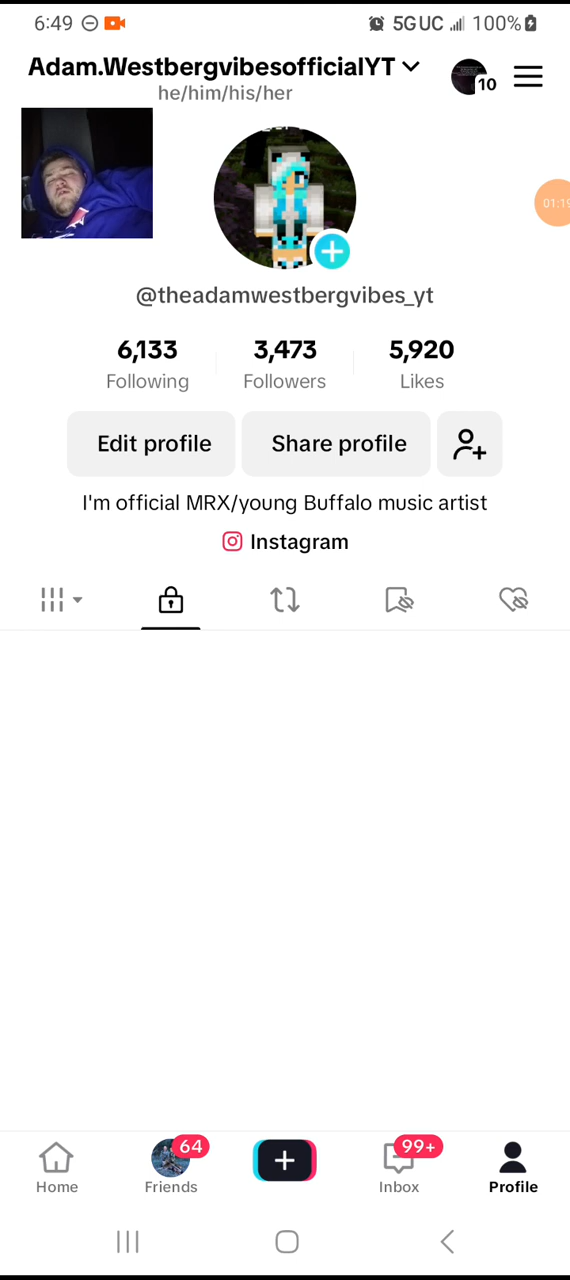 6:49 5G UC 100%
Adam.WestbergvibesofficialYT
he/him/his/her
10
01:19
@theadamwestbergvibes_yt
6,133 3,473 5,920
Following Followers Likes
Edit profile Share profile
I'm official MRX/young Buffalo music artist
Instagram
64 99+
Home Friends Inbox Profile